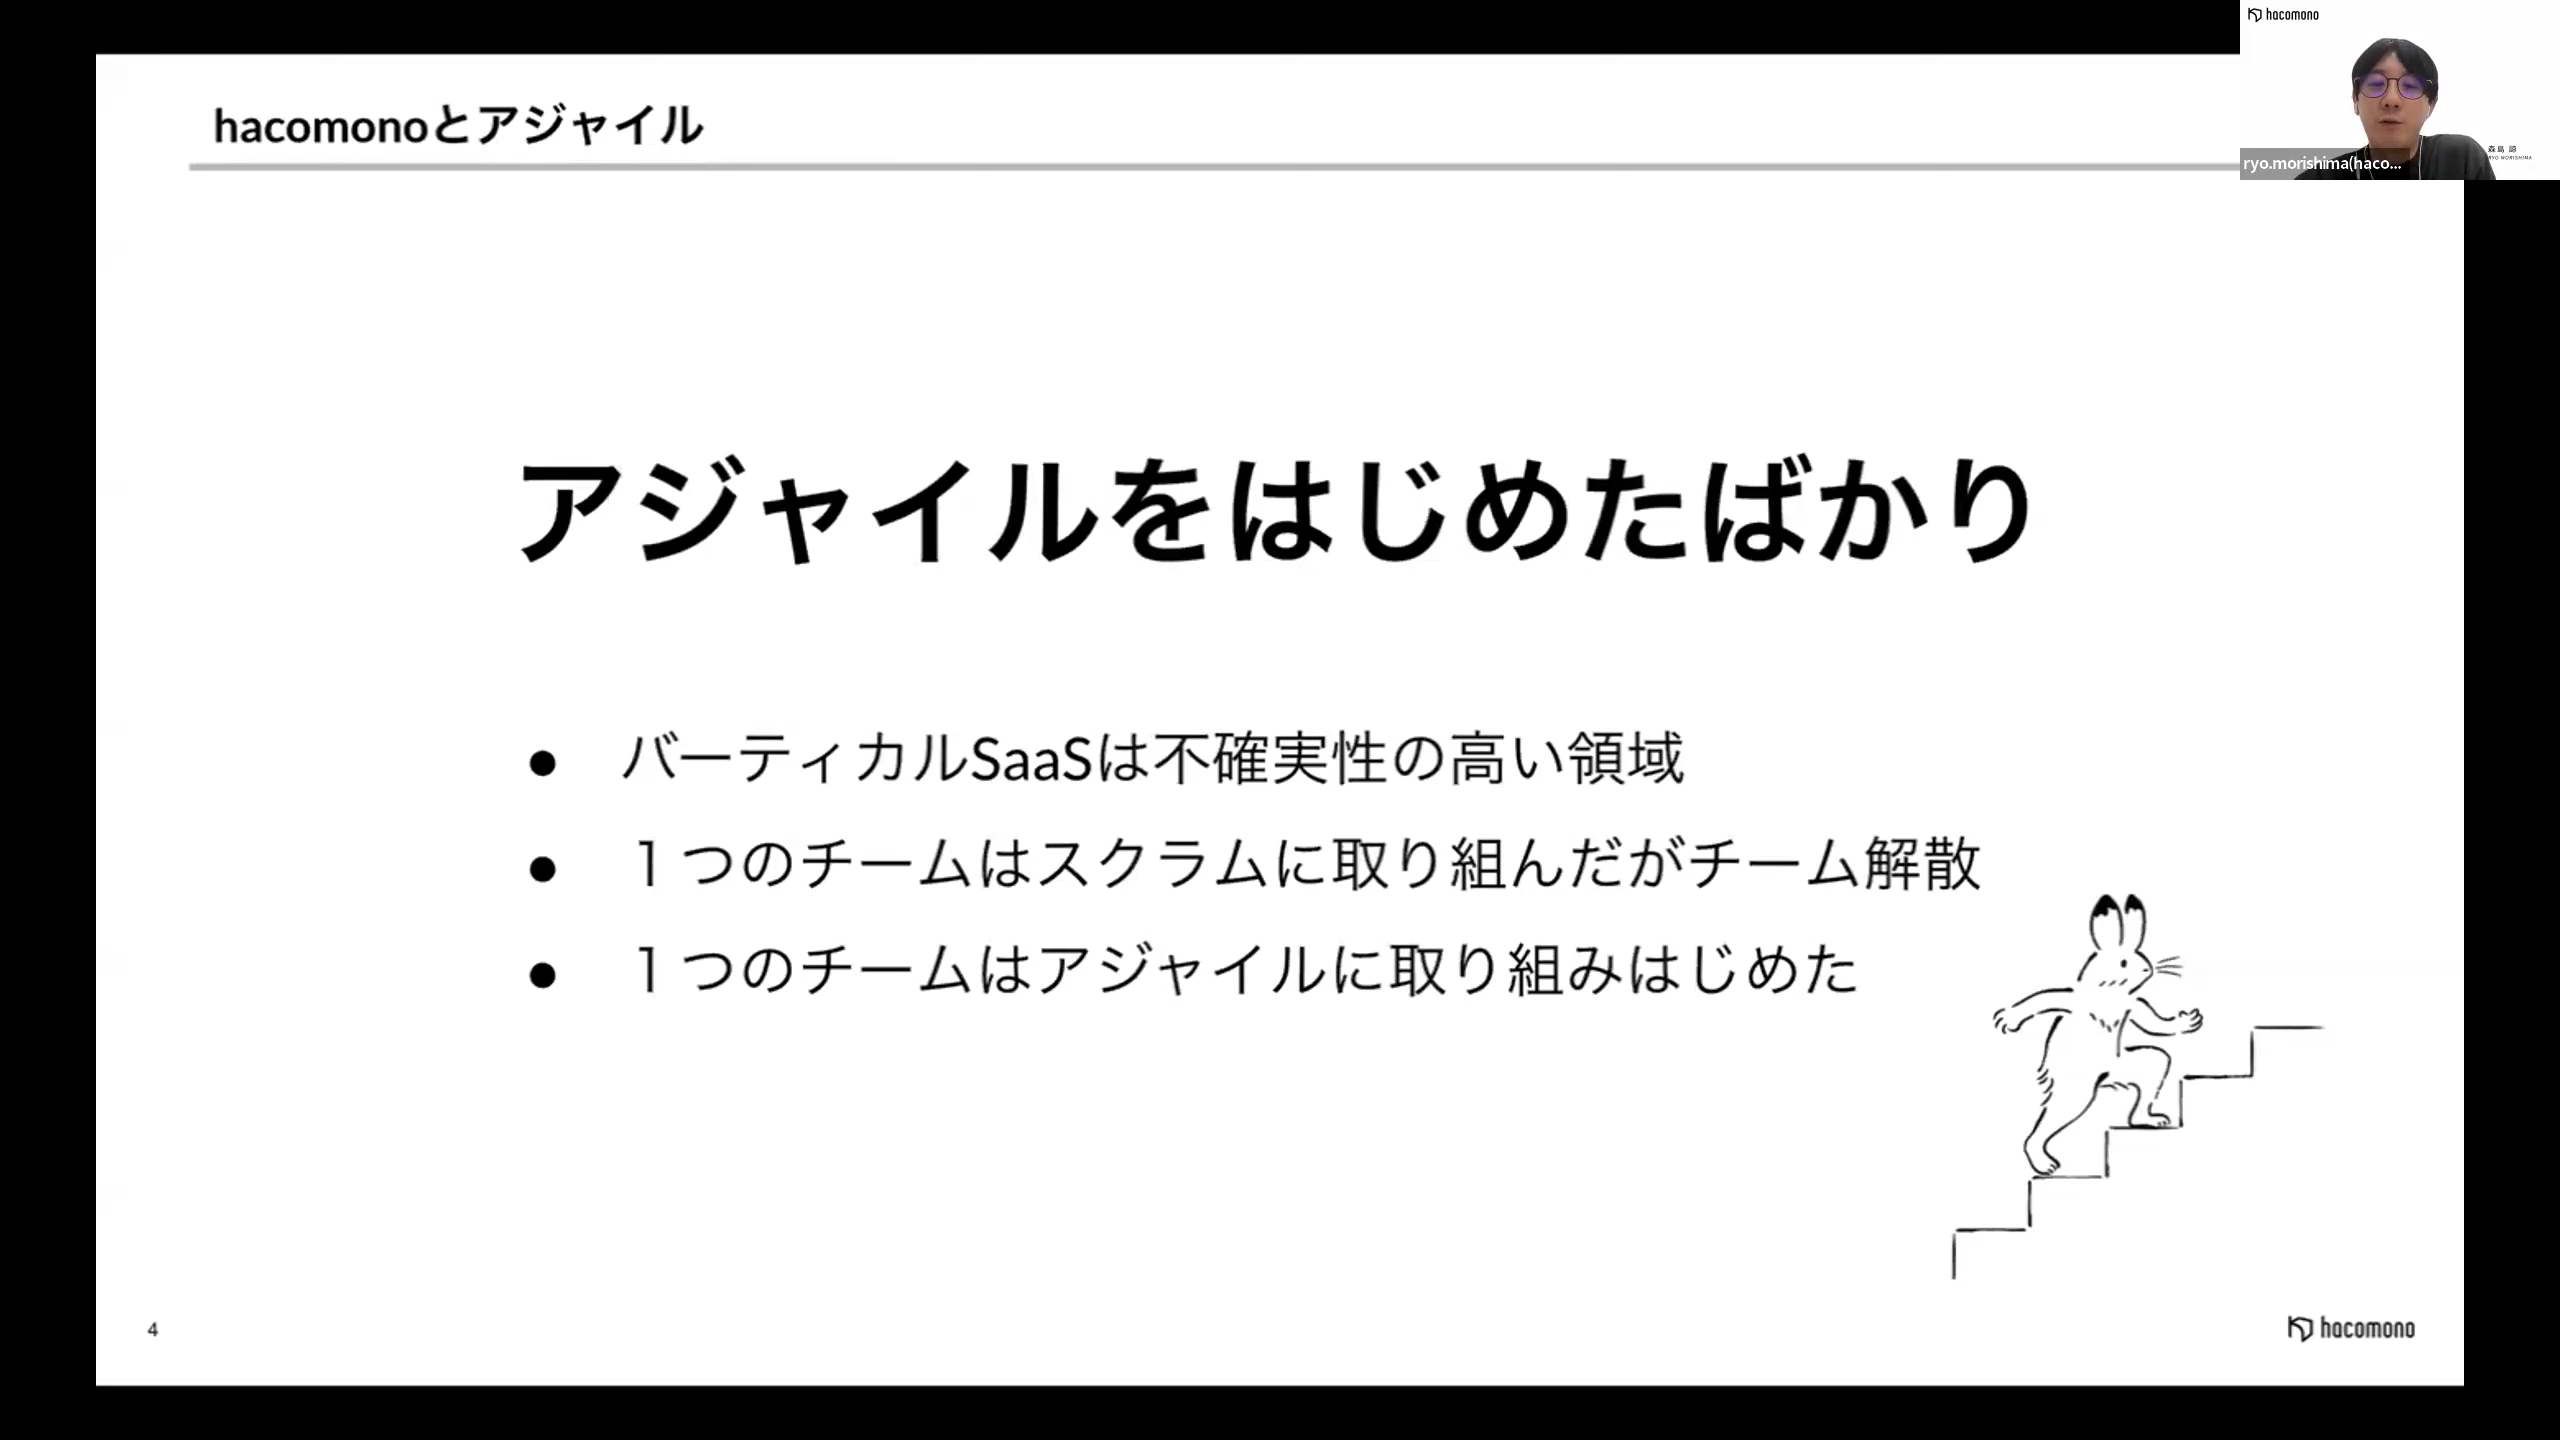 hacomono
hacomonoとアジャイル
森島 諒
RYO MORISHIMA
ryo.morishima(haco...
アジャイルをはじめたばかり
● バーティカルSaaSは不確実性の高い領域
● １つのチームはスクラムに取り組んだがチーム解散
● １つのチームはアジャイルに取り組みはじめた
4
hacomono